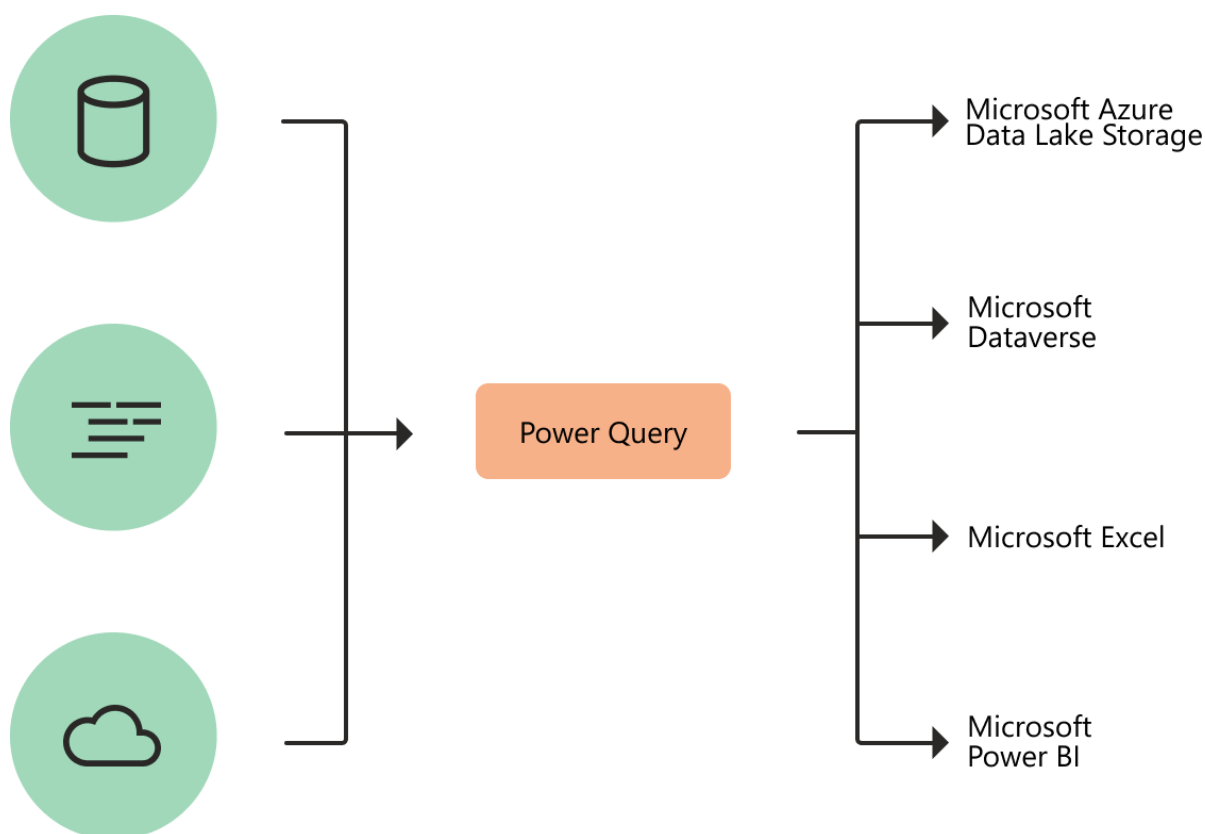 Microsoft Azure
Data Lake Storage
Microsoft
Dataverse
Power Query
Microsoft Excel
Microsoft
Power BI